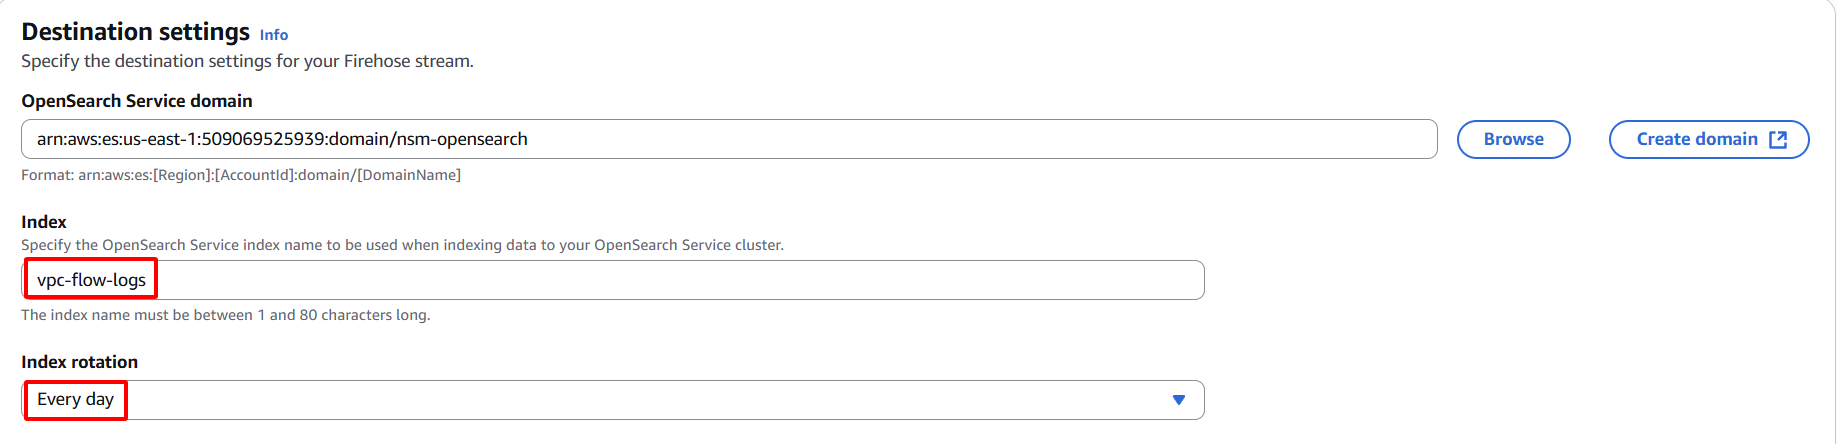 Destination settings Info
Specify the destination settings for your Firehose stream.
OpenSearch Service domain
arn:aws:es:us-east-1:509069525939:domain/nsm-opensearch
Browse
Create domain
Format: arn:aws:es:[Region]:[AccountId]:domain/[DomainName]
Index
Specify the OpenSearch Service index name to be used when indexing data to your OpenSearch Service cluster.
vpc-flow-logs
The index name must be between 1 and 80 characters long.
Index rotation
Every day